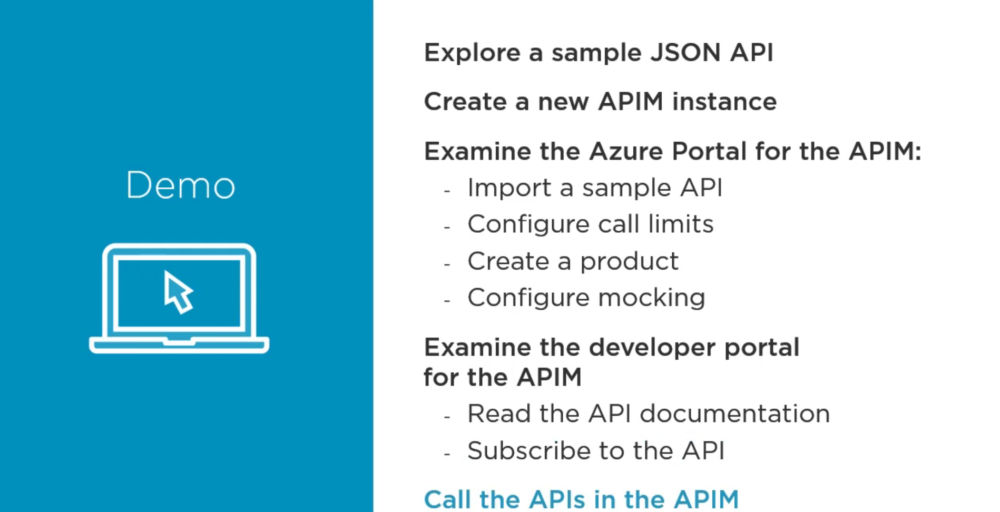 Demo
Explore a sample JSON API
Create a new APIM instance
Examine the Azure Portal for the APIM:
- Import a sample API
- Configure call limits
- Create a product
- Configure mocking
Examine the developer portal
for the APIM
- Read the API documentation
- Subscribe to the API
Call the APIs in the APIM